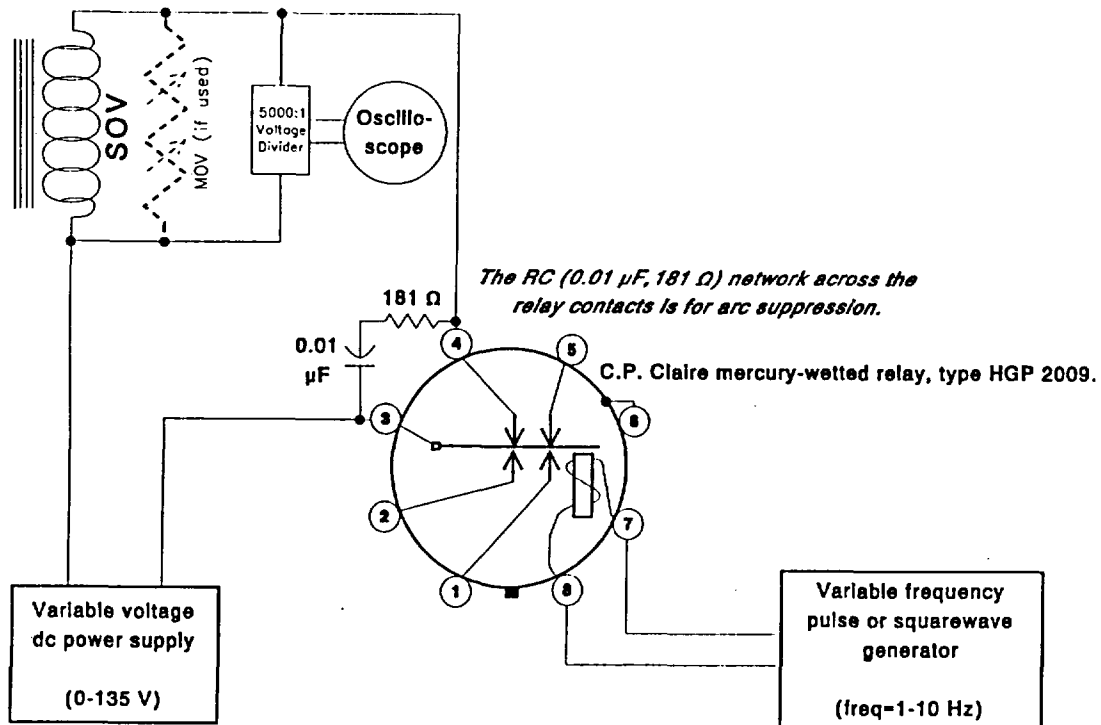 SOV
MOV (if used)
5000:1
Voltage
Divider
Oscillo-
scope
The RC (0.01 µF, 181 Ω) network across the
relay contacts is for arc suppression.
181 Ω
0.01
µF
4
5
C.P. Claire mercury-wetted relay, type HGP 2009.
3
6
2
7
1
8
Variable voltage
dc power supply
(0-135 V)
Variable frequency
pulse or squarewave
generator
(freq=1-10 Hz)